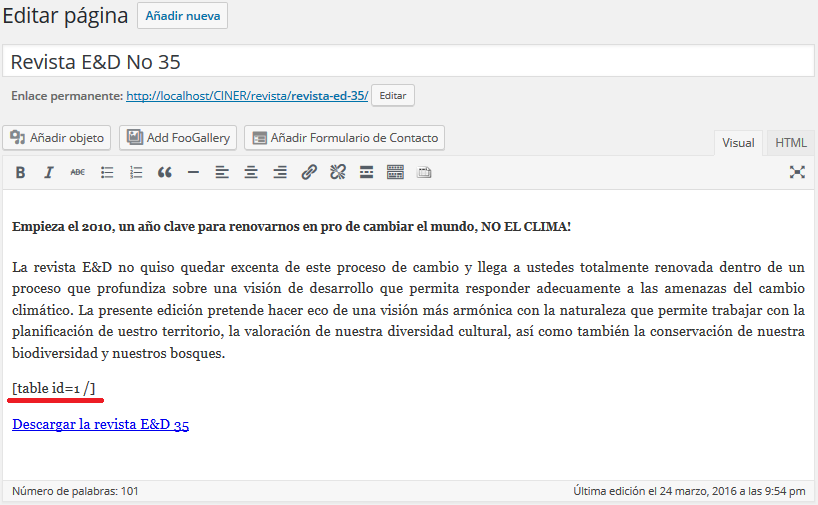 Editar página Añadir nueva
Revista E&D No 35
Enlace permanente: http://localhost/CINER/revista/revista-ed-35/ Editar
Añadir objeto Add FooGallery Añadir Formulario de Contacto Visual HTML
B I ABC
Empieza el 2010, un año clave para renovarnos en pro de cambiar el mundo, NO EL CLIMA!
La revista E&D no quiso quedar excenta de este proceso de cambio y llega a ustedes totalmente renovada dentro de un
proceso que profundiza sobre una visión de desarrollo que permita responder adecuamente a las amenazas del cambio
climático. La presente edición pretende hacer eco de una visión más armónica con la naturaleza que permite trabajar con la
planificación de uestro territorio, la valoración de nuestra diversidad cultural, así como también la conservación de nuestra
biodiversidad y nuestros bosques.
[table id=1 /]
Descargar la revista E&D 35
Número de palabras: 101 Última edición el 24 marzo, 2016 a las 9:54 pm